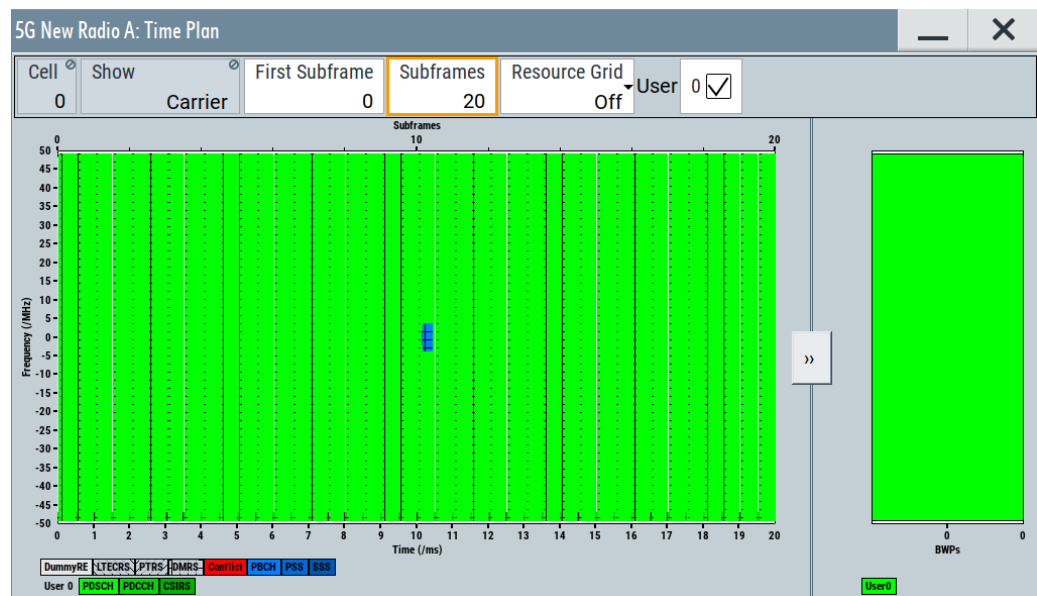 5G New Radio A: Time Plan
Cell Show First Subframe Subframes Resource Grid User 0
0 Carrier 0 20 Off
Subframes
0 10 20
50
45
40
35
30
25
20
15
10
5
0
-5
-10
-15
-20
-25
-30
-35
-40
-45
-50
Frequency (/MHz)
0 1 2 3 4 5 6 7 8 9 10 11 12 13 14 15 16 17 18 19 20
Time (/ms)
»
0 0
BWPs
DummyRE LTECRS PTRS DMRS Conflict PBCH PSS SSS
User 0 PDSCH PDCCH CSIRS
User0